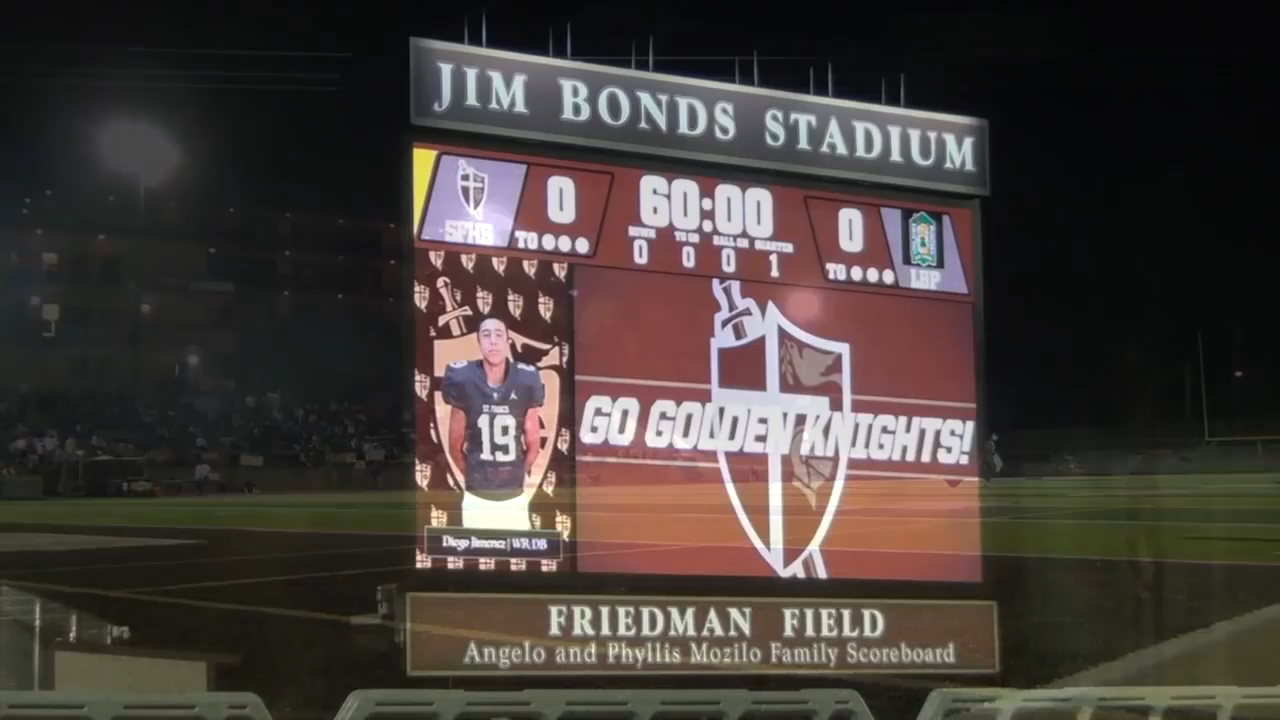 JIM BONDS STADIUM
SFHS
0
TO
60:00
DOWN TO GO BALL ON QUARTER
0 0 0 1
0
TO
LBP
ST. FRANCIS
19
GO GOLDEN KNIGHTS!
Diego Jimenez | WR, DB
FRIEDMAN FIELD
Angelo and Phyllis Mozilo Family Scoreboard